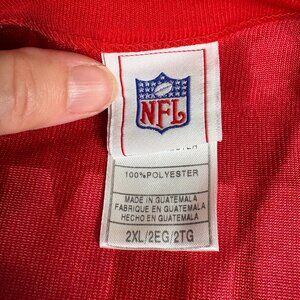 NFL
100%POLYESTER
MADE IN GUATEMALA
FABRIQUE EN GUATEMALA
HECHO EN GUATEMALA
2XL/2EG/2TG